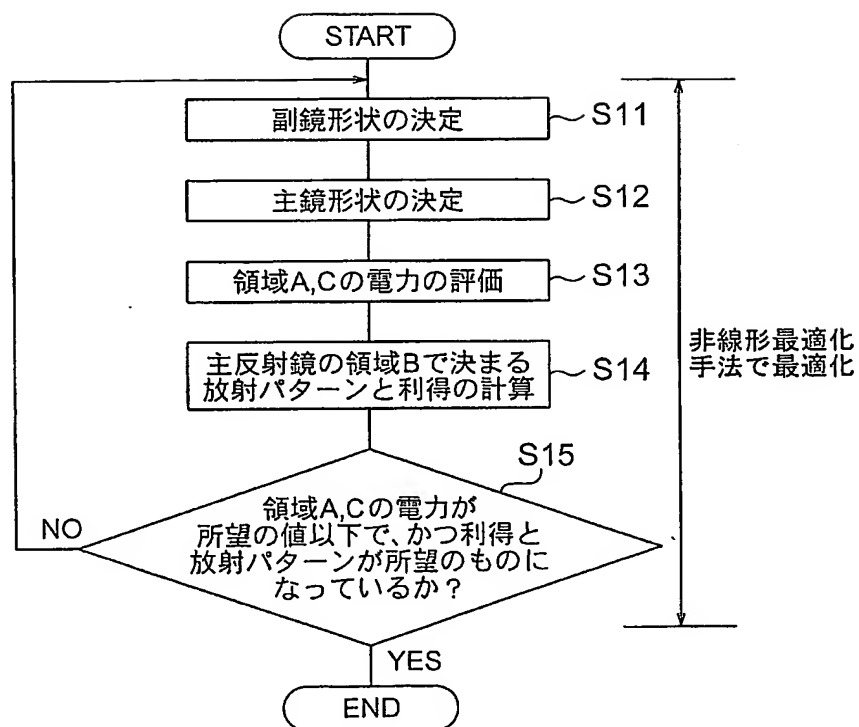 START
副鏡形状の決定
S11
主鏡形状の決定
S12
領域A,Cの電力の評価
S13
主反射鏡の領域Bで決まる
放射パターンと利得の計算
S14
非線形最適化
手法で最適化
S15
領域A,Cの電力が
所望の値以下で、かつ利得と
放射パターンが所望のものに
なっているか？
NO
YES
END